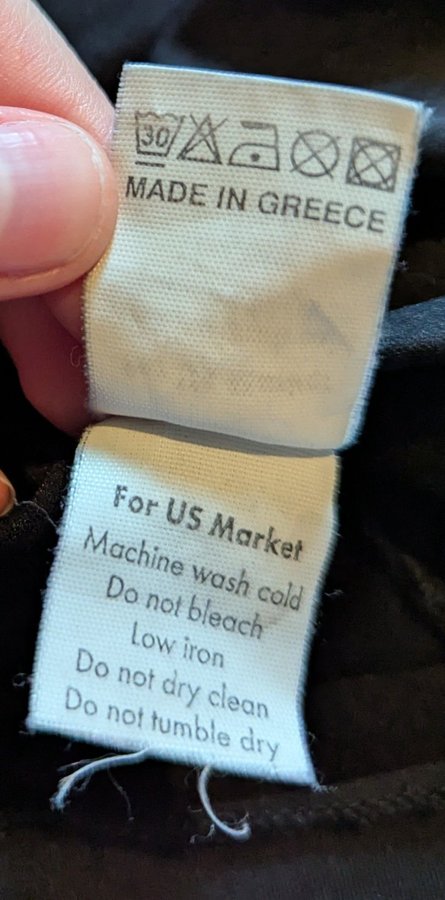 30
MADE IN GREECE
For US Market
Machine wash cold
Do not bleach
Low iron
Do not dry clean
Do not tumble dry